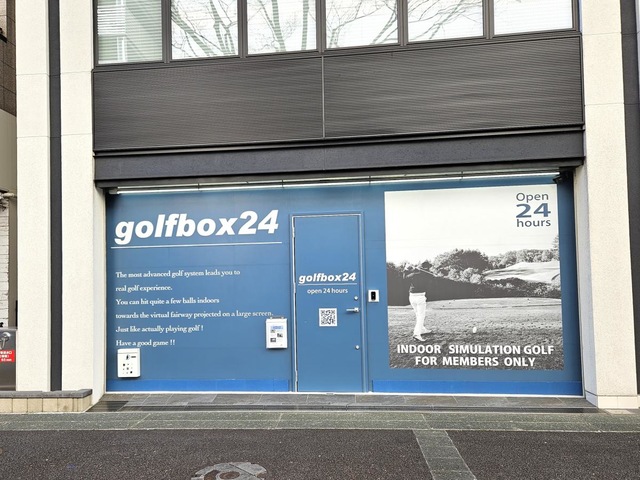 golfbox24
The most advanced golf system leads you to
real golf experience.
You can hit quite a few balls indoors
towards the virtual fairway projected on a large screen.
Just like actually playing golf !
Have a good game !!
golfbox24
open 24 hours
Open
24
hours
INDOOR SIMULATION GOLF
FOR MEMBERS ONLY